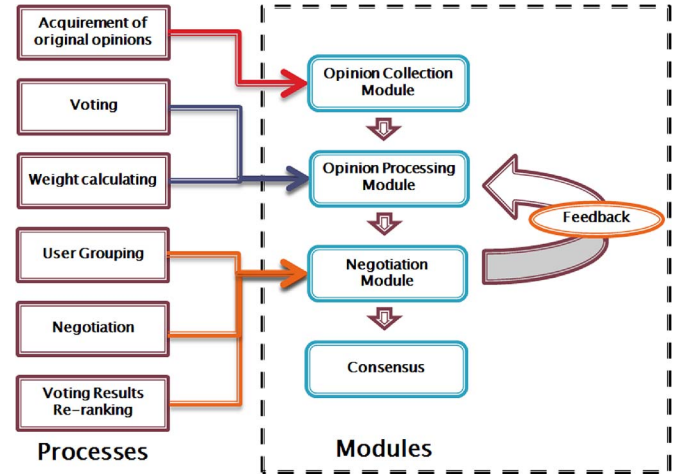 Acquirement of
original opinions
Voting
Weight calculating
User Grouping
Negotiation
Voting Results
Re-ranking
Processes
Opinion Collection
Module
Opinion Processing
Module
Negotiation
Module
Consensus
Feedback
Modules